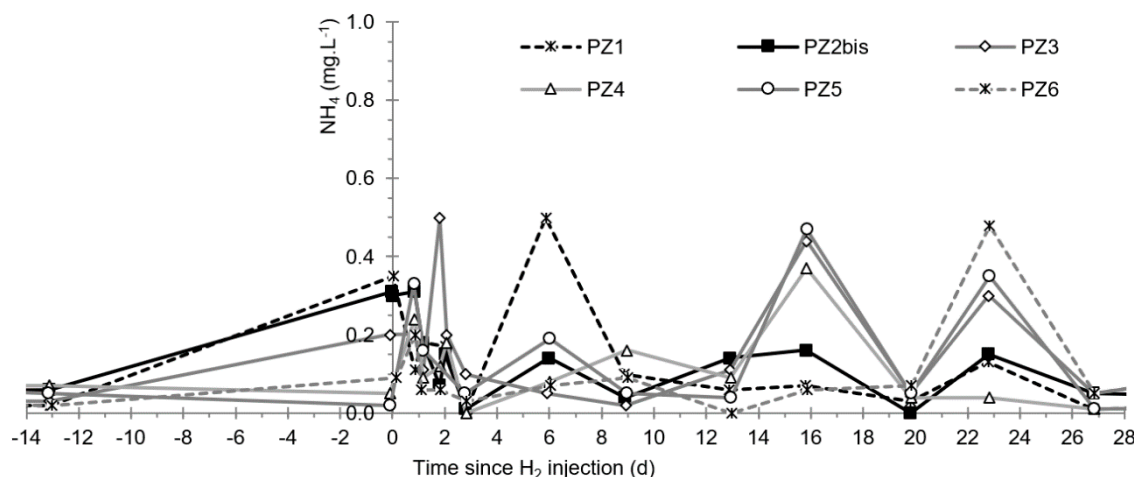 1.0
PZ1 PZ2bis PZ3
0.8
PZ4 PZ5 PZ6
NH₄ (mg.L⁻¹)
0.6
0.4
0.2
0.0
-14 -12 -10 -8 -6 -4 -2 0 2 4 6 8 10 12 14 16 18 20 22 24 26 28
Time since H₂ injection (d)